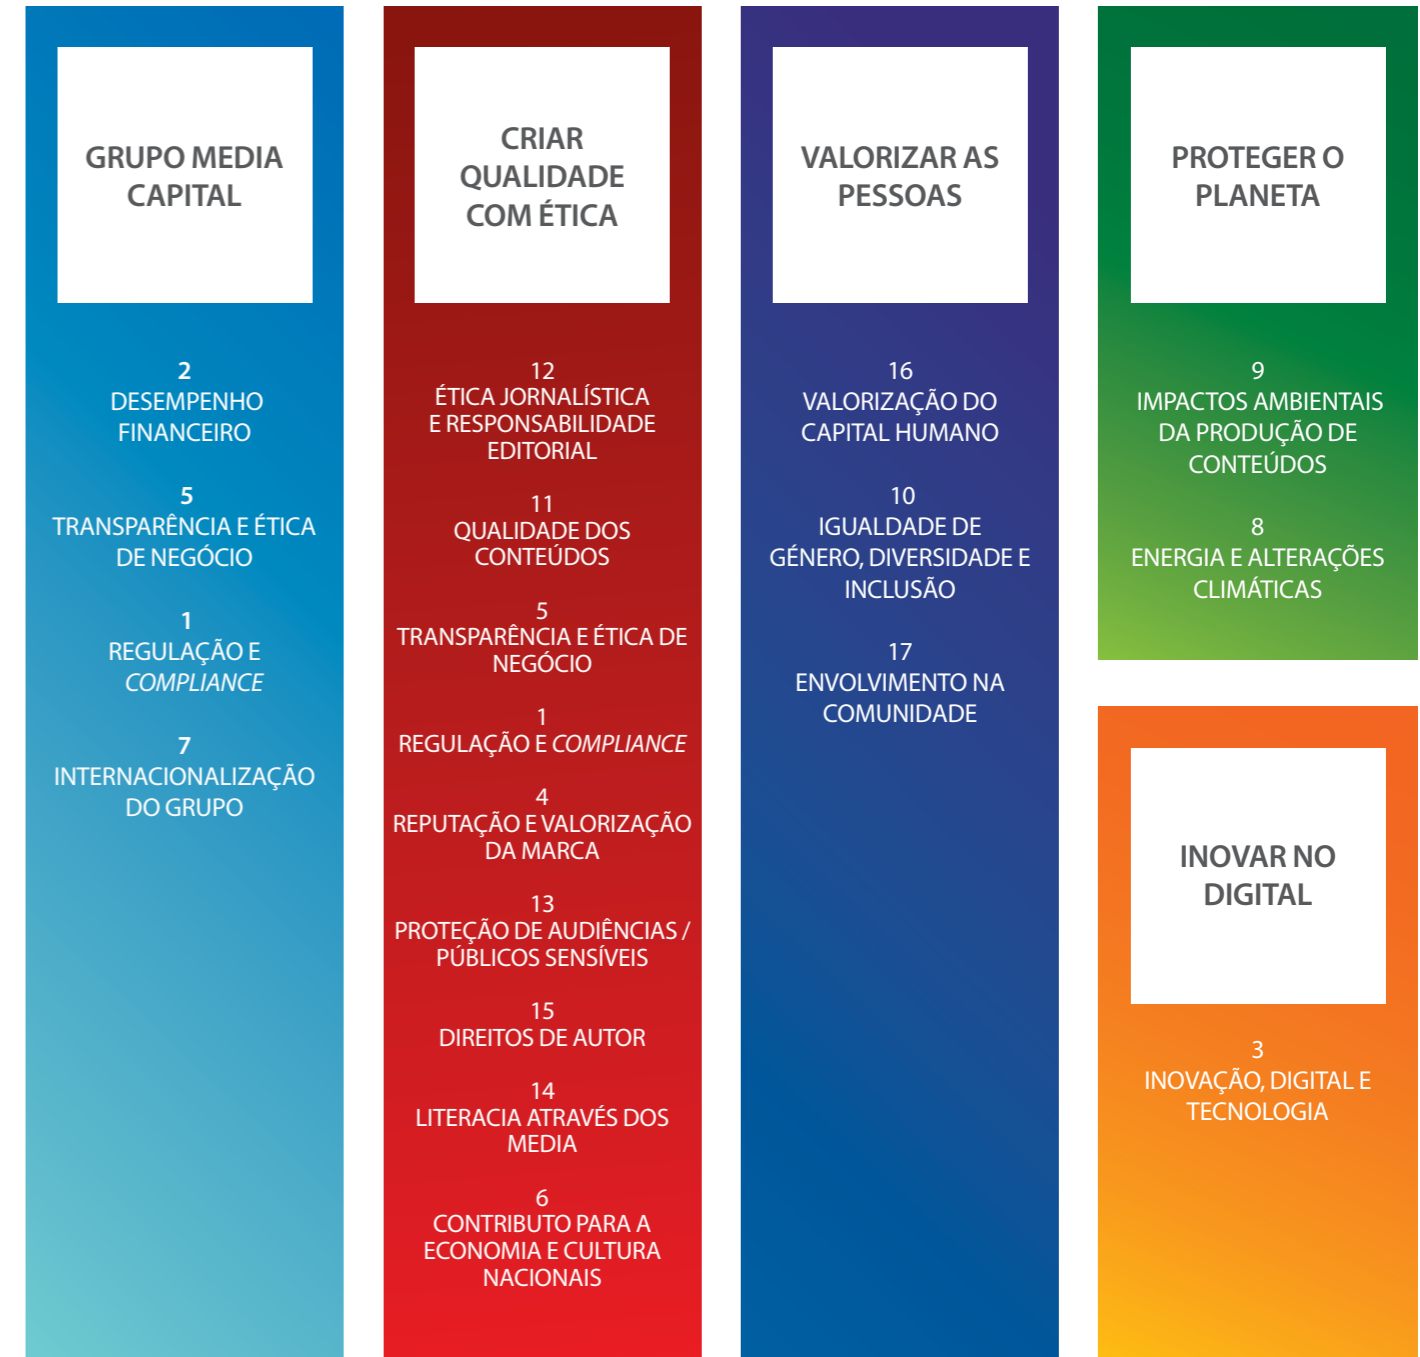 GRUPO MEDIA
CAPITAL
2
DESEMPENHO
FINANCEIRO
5
TRANSPARÊNCIA E ÉTICA
DE NEGÓCIO
1
REGULAÇÃO E
COMPLIANCE
7
INTERNACIONALIZAÇÃO
DO GRUPO
CRIAR
QUALIDADE
COM ÉTICA
12
ÉTICA JORNALÍSTICA
E RESPONSABILIDADE
EDITORIAL
11
QUALIDADE DOS
CONTEÚDOS
5
TRANSPARÊNCIA E ÉTICA DE
NEGÓCIO
1
REGULAÇÃO E COMPLIANCE
4
REPUTAÇÃO E VALORIZAÇÃO
DA MARCA
13
PROTEÇÃO DE AUDIÊNCIAS /
PÚBLICOS SENSÍVEIS
15
DIREITOS DE AUTOR
14
LITERACIA ATRAVÉS DOS
MEDIA
6
CONTRIBUTO PARA A
ECONOMIA E CULTURA
NACIONAIS
VALORIZAR AS
PESSOAS
16
VALORIZAÇÃO DO
CAPITAL HUMANO
10
IGUALDADE DE
GÉNERO, DIVERSIDADE E
INCLUSÃO
17
ENVOLVIMENTO NA
COMUNIDADE
PROTEGER O
PLANETA
9
IMPACTOS AMBIENTAIS
DA PRODUÇÃO DE
CONTEÚDOS
8
ENERGIA E ALTERAÇÕES
CLIMÁTICAS
INOVAR NO
DIGITAL
3
INOVAÇÃO, DIGITAL E
TECNOLOGIA